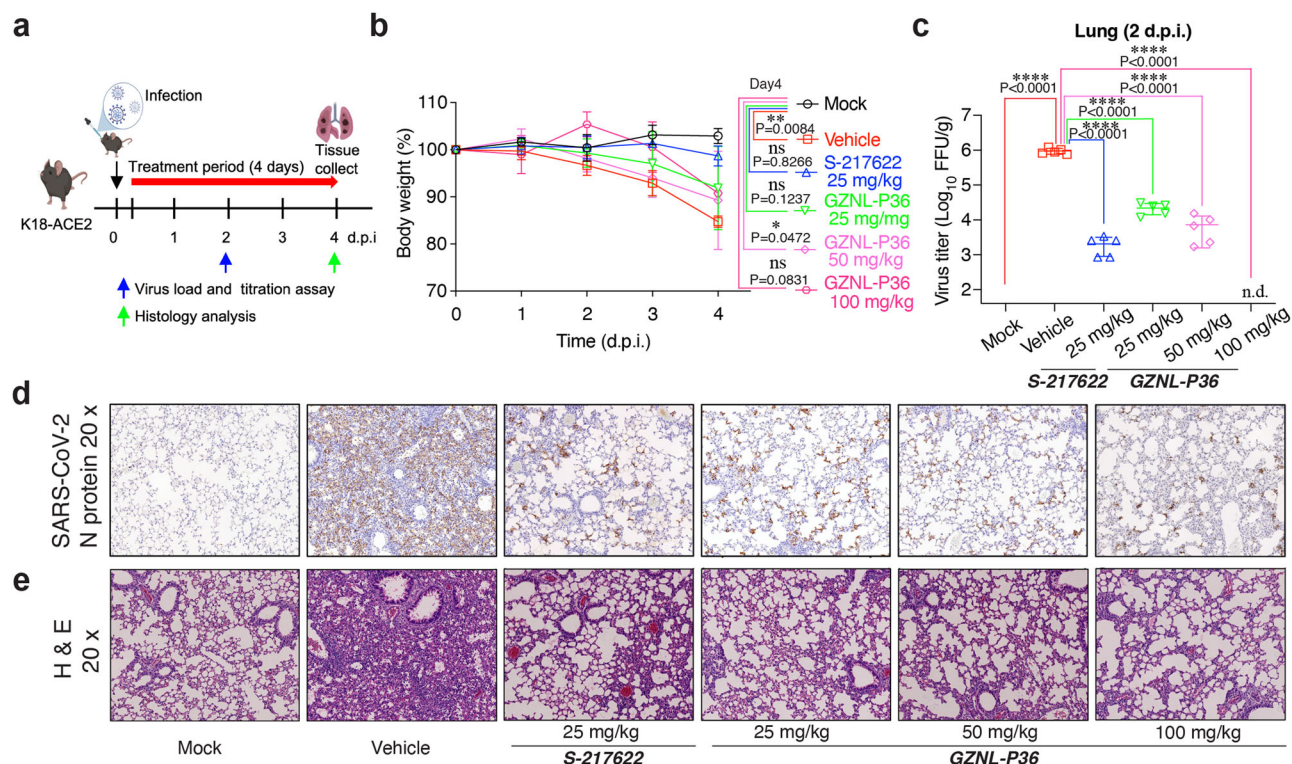 a
Infection
Treatment period (4 days)
Tissue
collect
K18-ACE2
0
1
2
3
4
d.p.i
Virus load and titration assay
Histology analysis
b
Body weight (%)
110
100
90
80
70
0
1
2
3
4
Time (d.p.i.)
Day4
**
P=0.0084
ns
P=0.8266
ns
P=0.1237
*
P=0.0472
ns
P=0.0831
Mock
Vehicle
S-217622
25 mg/kg
GZNL-P36
25 mg/mg
GZNL-P36
50 mg/kg
GZNL-P36
100 mg/kg
c
Lung (2 d.p.i.)
****
P<0.0001
****
P<0.0001
****
P<0.0001
****
P<0.0001
****
<0.0001
Virus titer (Log10 FFU/g)
7
6
5
4
3
2
n.d.
Mock
Vehicle
25 mg/kg
25 mg/kg
50 mg/kg
100 mg/kg
S-217622
GZNL-P36
d
SARS-CoV-2
N protein 20 x
e
H & E
20 x
Mock
Vehicle
25 mg/kg
25 mg/kg
50 mg/kg
100 mg/kg
S-217622
GZNL-P36